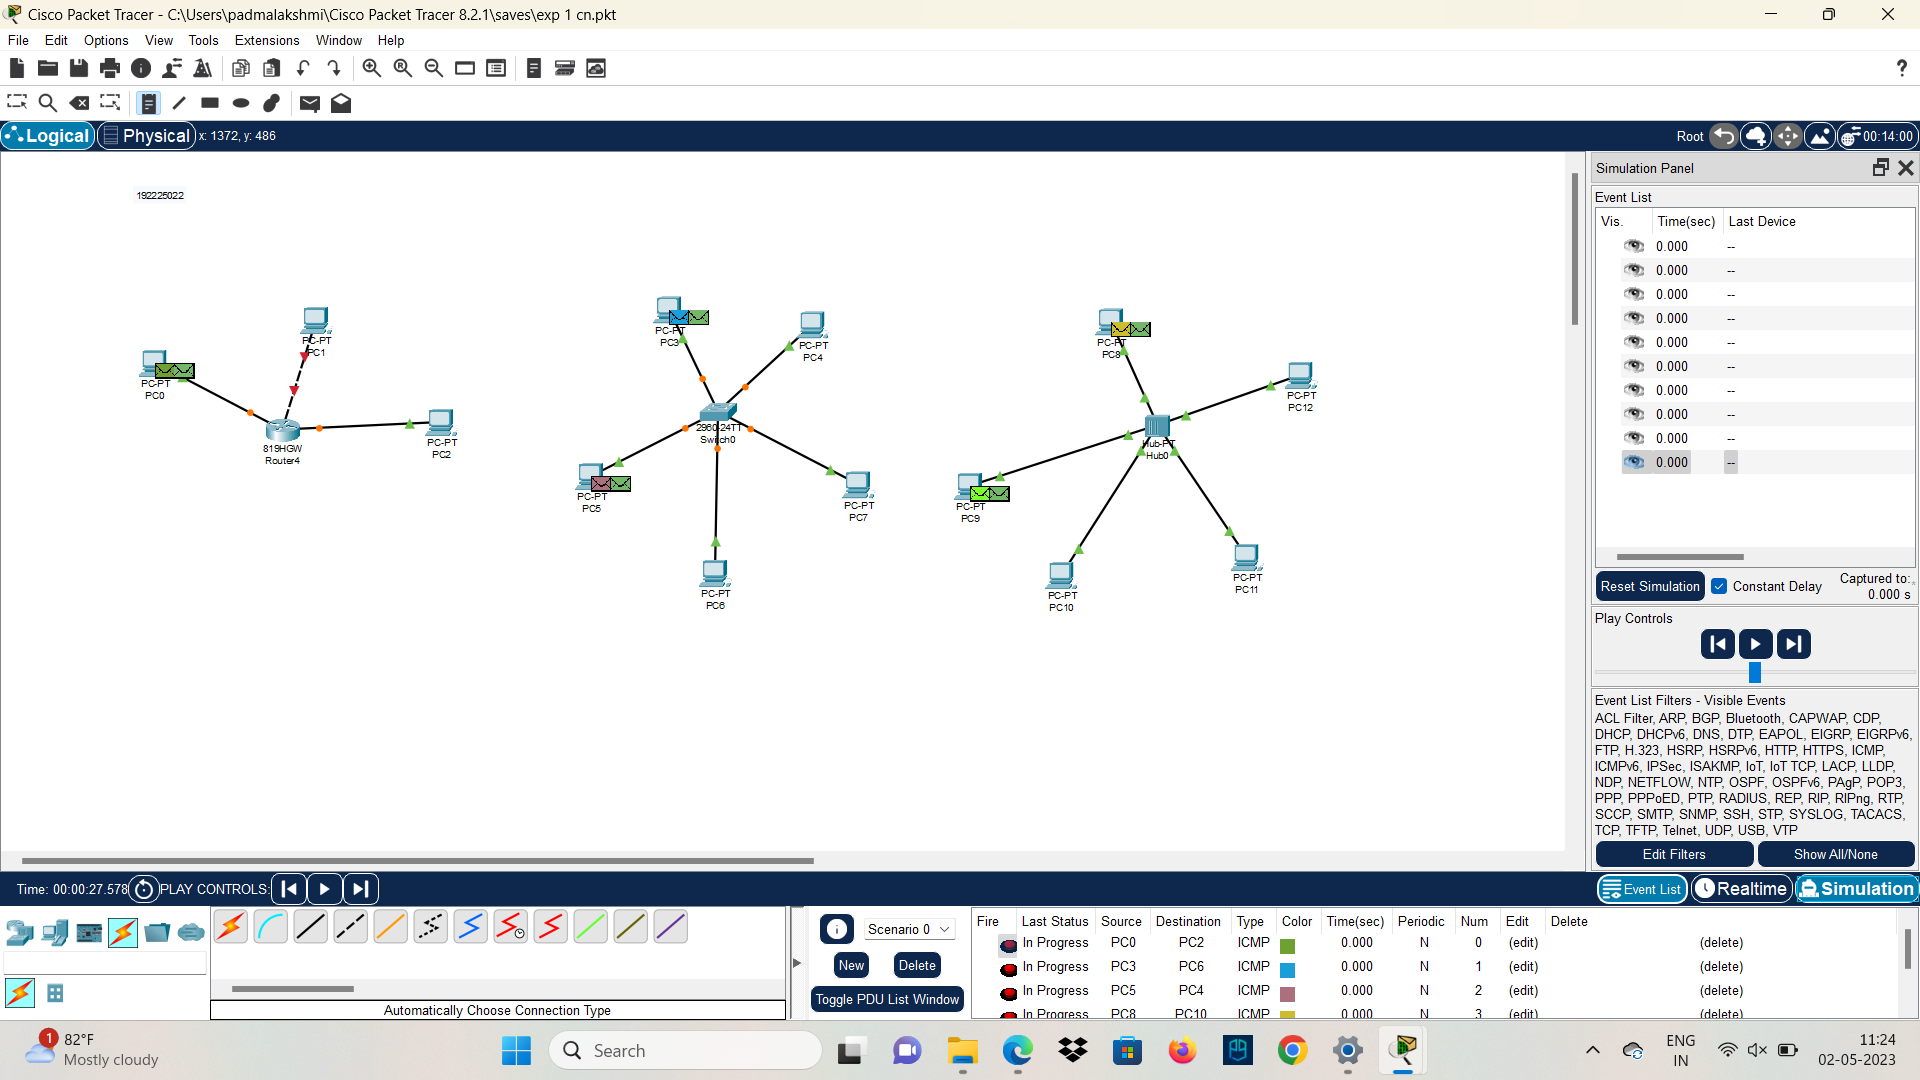 Cisco Packet Tracer - C:\Users\padmalakshmi\Cisco Packet Tracer 8.2.1\saves\exp 1 cn.pkt
File Edit Options View Tools Extensions Window Help
Logical Physical x: 1372, y: 486 Root 00:14:00
192225022
PC-PT
PC0
PC-PT
PC1
819HGW
Router4
PC-PT
PC2
PC-PT
PC3
PC-PT
PC4
2960-24TT
Switch0
PC-PT
PC5
PC-PT
PC6
PC-PT
PC7
PC-PT
PC8
PC-PT
PC12
Hub-PT
Hub0
PC-PT
PC9
PC-PT
PC10
PC-PT
PC11
Simulation Panel
Event List
Vis. Time(sec) Last Device
0.000 --
0.000 --
0.000 --
0.000 --
0.000 --
0.000 --
0.000 --
0.000 --
0.000 --
0.000 --
Reset Simulation Constant Delay Captured to:
0.000 s
Play Controls
Event List Filters - Visible Events
ACL Filter, ARP, BGP, Bluetooth, CAPWAP, CDP,
DHCP, DHCPv6, DNS, DTP, EAPOL, EIGRP, EIGRPv6,
FTP, H.323, HSRP, HSRPv6, HTTP, HTTPS, ICMP,
ICMPv6, IPSec, ISAKMP, IoT, IoT TCP, LACP, LLDP,
NDP, NETFLOW, NTP, OSPF, OSPFv6, PAgP, POP3,
PPP, PPPoED, PTP, RADIUS, REP, RIP, RIPng, RTP,
SCCP, SMTP, SNMP, SSH, STP, SYSLOG, TACACS,
TCP, TFTP, Telnet, UDP, USB, VTP
Edit Filters Show All/None
Time: 00:00:27.578 PLAY CONTROLS: Event List Realtime Simulation
Automatically Choose Connection Type
Scenario 0
New Delete
Toggle PDU List Window
Fire Last Status Source Destination Type Color Time(sec) Periodic Num Edit Delete
In Progress PC0 PC2 ICMP 0.000 N 0 (edit) (delete)
In Progress PC3 PC6 ICMP 0.000 N 1 (edit) (delete)
In Progress PC5 PC4 ICMP 0.000 N 2 (edit) (delete)
In Progress PC8 PC10 ICMP 0.000 N 3 (edit) (delete)
1
82°F
Mostly cloudy
Search
ENG
IN
11:24
02-05-2023